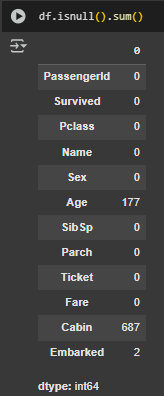 df.isnull().sum()
0
PassengerId 0
Survived 0
Pclass 0
Name 0
Sex 0
Age 177
SibSp 0
Parch 0
Ticket 0
Fare 0
Cabin 687
Embarked 2
dtype: int64